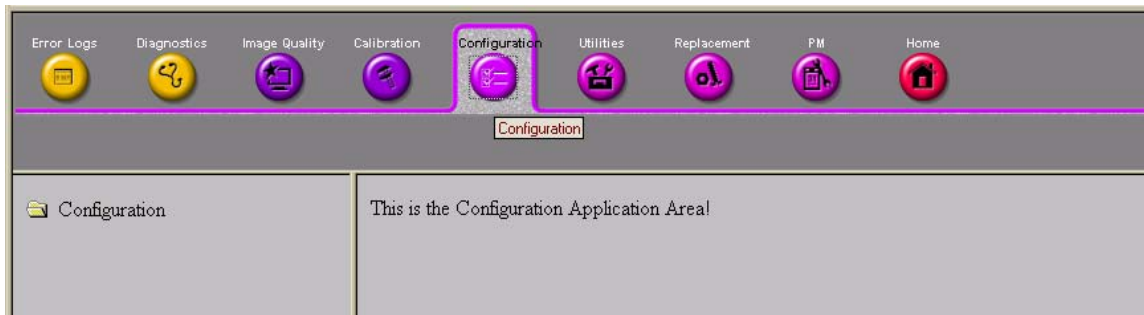 Error Logs Diagnostics Image Quality Calibration Configuration Utilities Replacement PM Home
Configuration
Configuration
This is the Configuration Application Area!